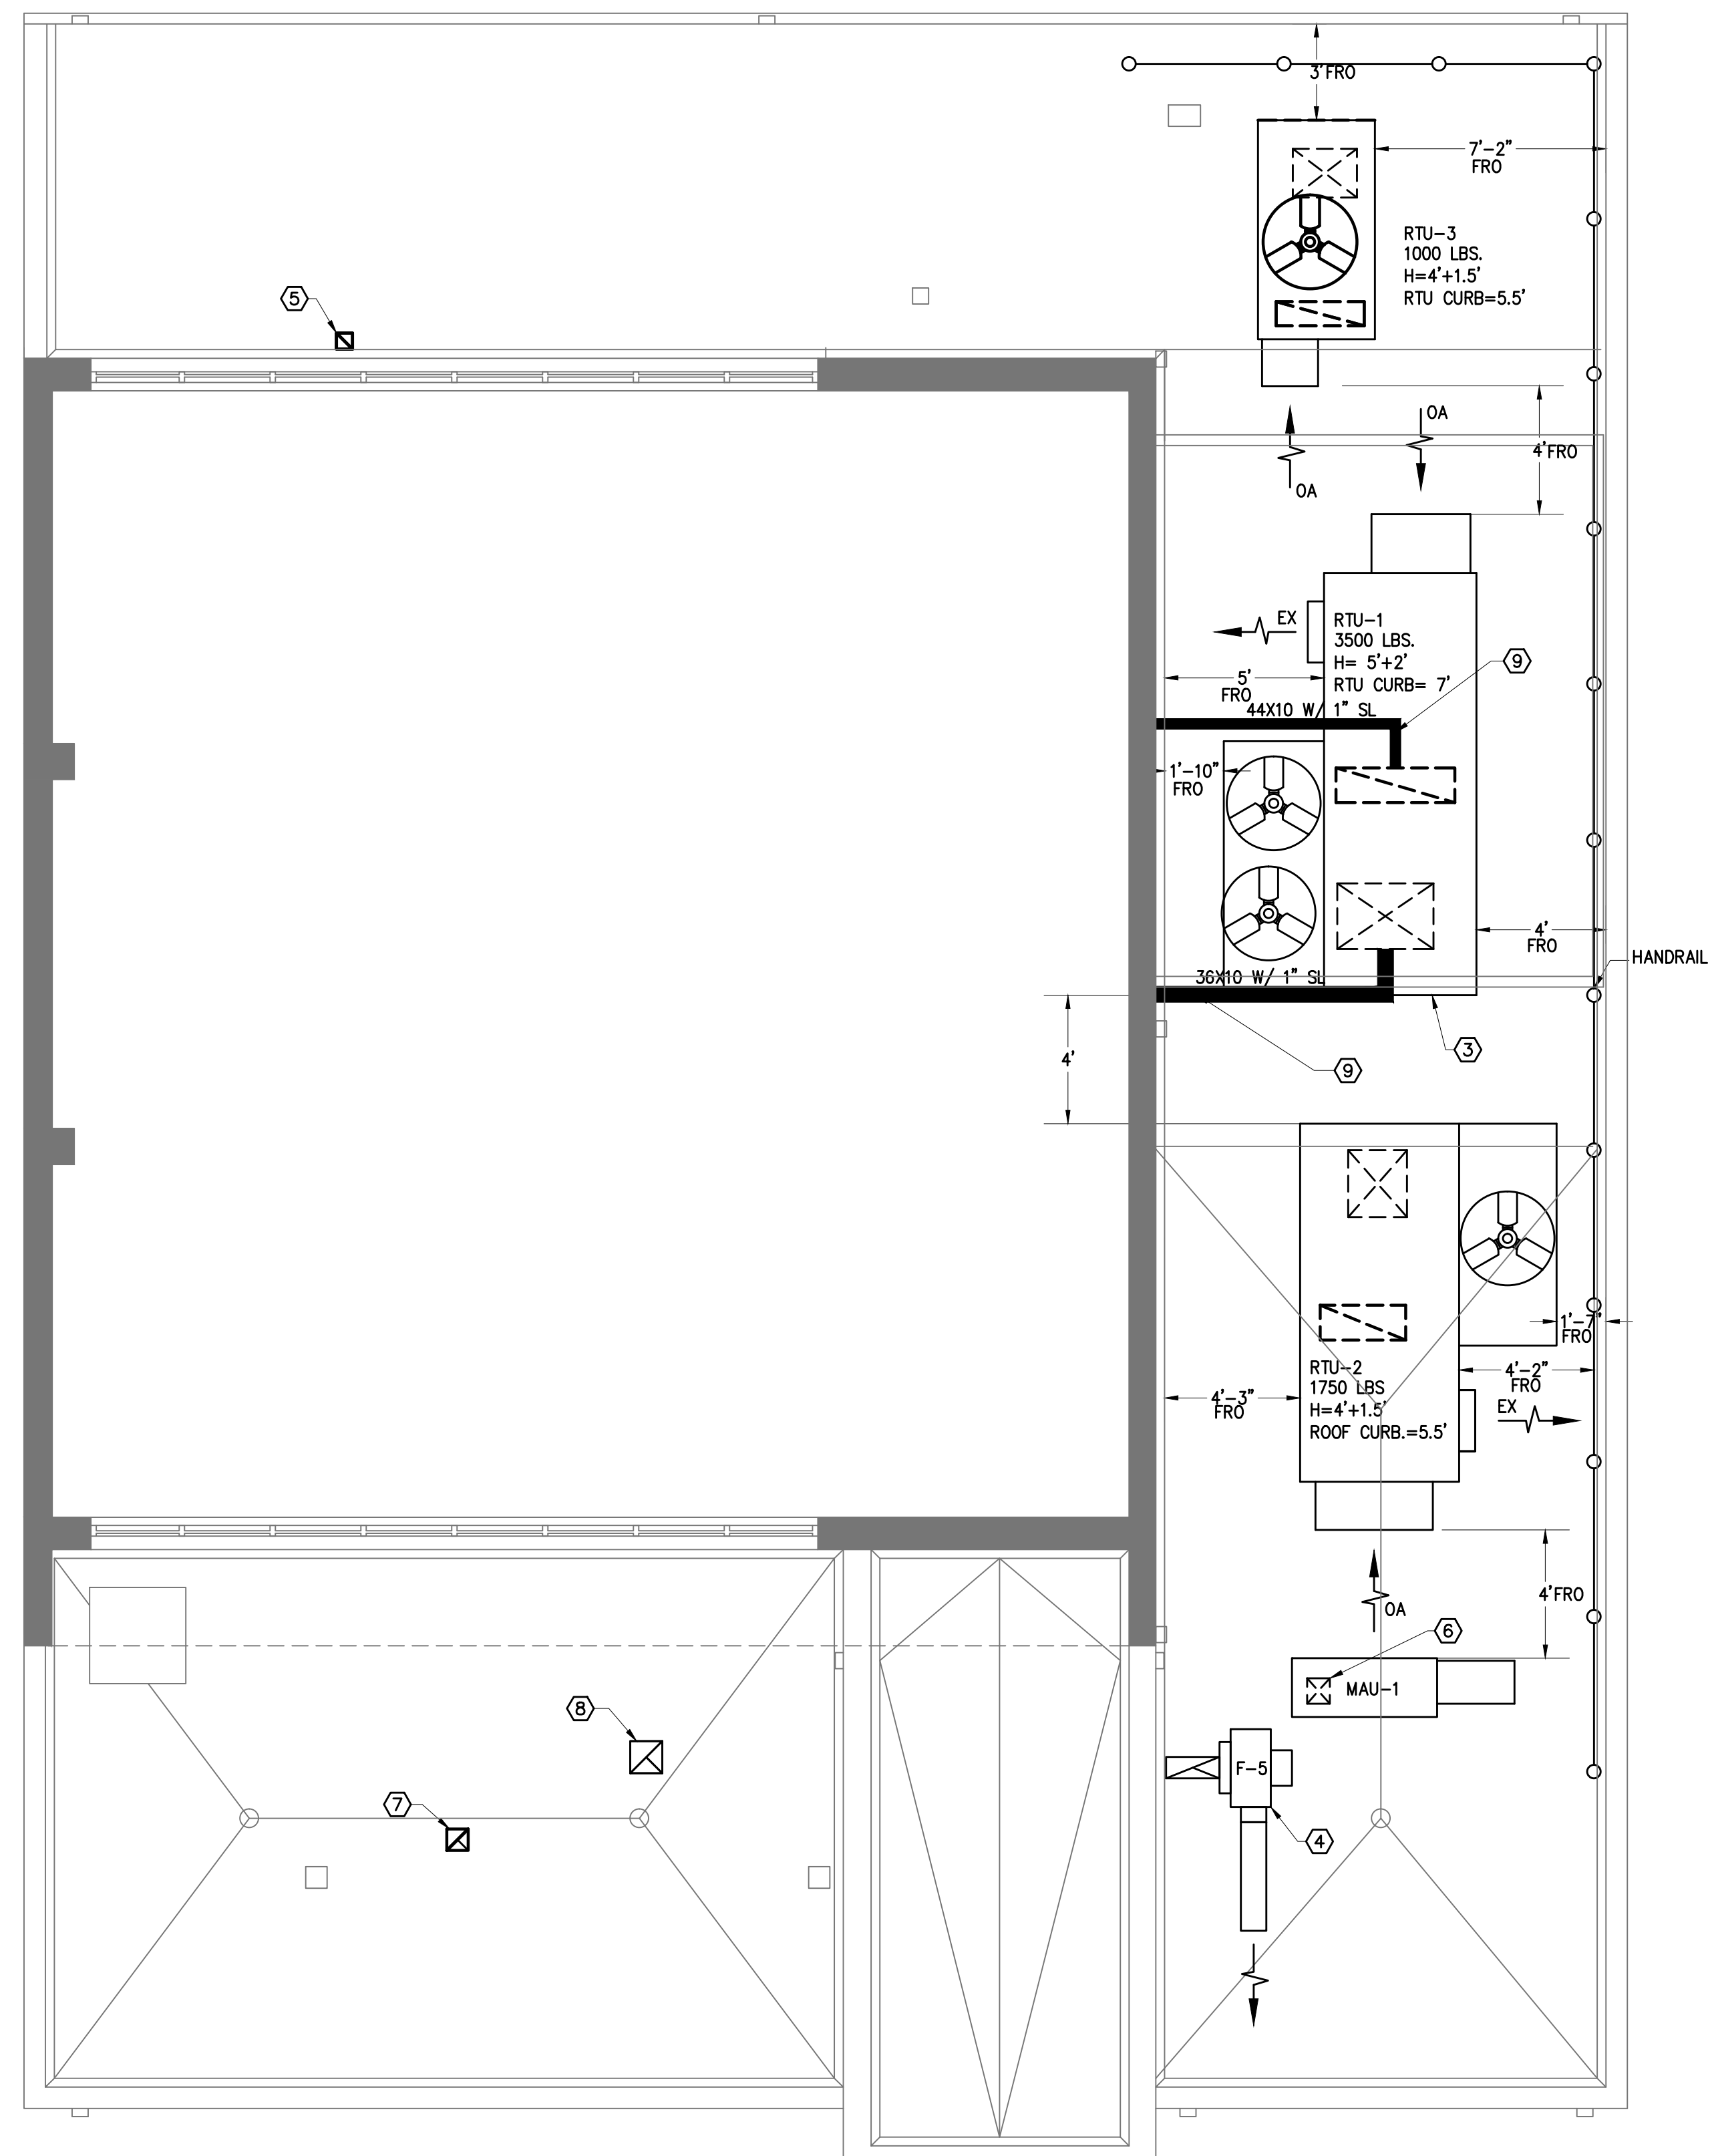 3'FRO
7'-2"
FRO
RTU-3
1000 LBS.
H=4'+1.5'
RTU CURB=5.5'
5
OA
4'FRO
OA
EX
RTU-1
3500 LBS.
H= 5'+2'
RTU CURB= 7'
9
5'
FRO
44X10 W/ 1" SL
1'-10"
FRO
4'
FRO
HANDRAIL
36X10 W/ 1" SL
3
4'
9
1'-7"
FRO
RTU-2
1750 LBS
H=4'+1.5'
ROOF CURB.=5.5'
4'-2"
FRO
4'-3"
FRO
EX
4'FRO
OA
6
MAU-1
8
F-5
7
4